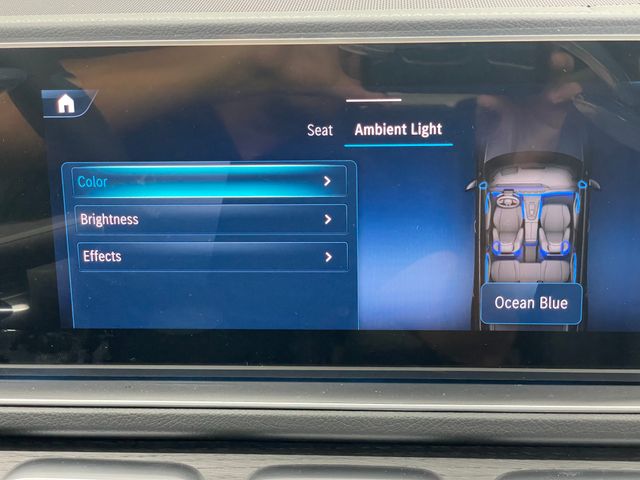 Seat Ambient Light
Color
Brightness
Effects
Ocean Blue